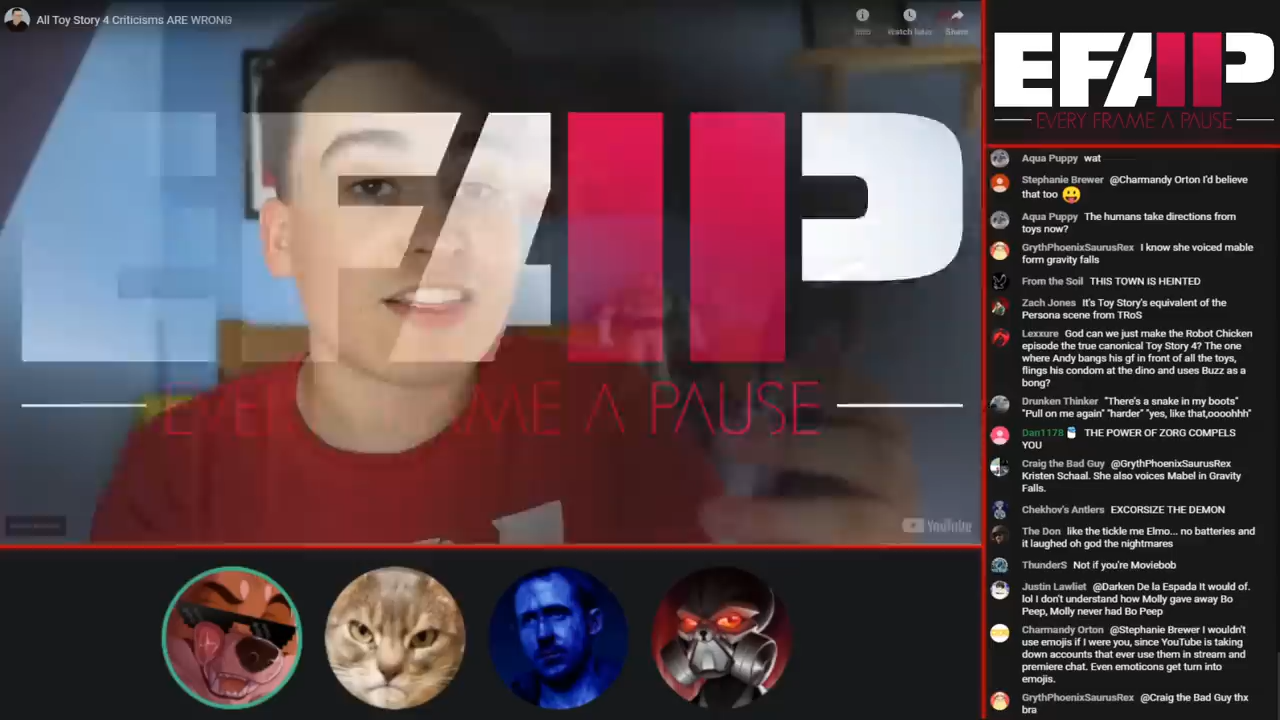 All Toy Story 4 Criticisms ARE WRONG
Info
Watch later
Share
EFAP
EVERY FRAME A PAUSE
YouTube
EFAP
EVERY FRAME A PAUSE
Aqua Puppy wat
Stephanie Brewer @Charmandy Orton I'd believe
that too
Aqua Puppy The humans take directions from
toys now?
GrythPhoenixSaurusRex I know she voiced mable
form gravity falls
From the Soil THIS TOWN IS HEINTED
Zach Jones It's Toy Story's equivalent of the
Persona scene from TRoS
Lexxure God can we just make the Robot Chicken
episode the true canonical Toy Story 4? The one
where Andy bangs his gf in front of all the toys,
flings his condom at the dino and uses Buzz as a
bong?
Drunken Thinker "There's a snake in my boots"
"Pull on me again" "harder" "yes, like that,oooohhh"
Dan1178 THE POWER OF ZORG COMPELS
YOU
Craig the Bad Guy @GrythPhoenixSaurusRex
Kristen Schaal. She also voices Mabel in Gravity
Falls.
Chekhov's Antlers EXCORSIZE THE DEMON
The Don like the tickle me Elmo... no batteries and
it laughed oh god the nightmares
ThunderS Not if you're Moviebob
Justin Lawliet @Darken De la Espada It would of.
lol I don't understand how Molly gave away Bo
Peep, Molly never had Bo Peep
Charmandy Orton @Stephanie Brewer I wouldn't
use emojis if I were you, since YouTube is taking
down accounts that ever use them in stream and
premiere chat. Even emoticons get turn into
emojis.
GrythPhoenixSaurusRex @Craig the Bad Guy thx
bra